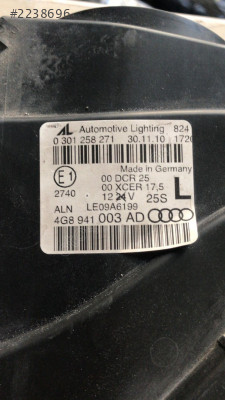 #2238696
AL Automotive Lighting 824
0 301 258 271 30.11.10 1720
Made in Germany
E1 00 DCR 25
2740 00 XCER 17,5
12 24 V 25S L
ALN LE09A6199
4G8 941 003 AD